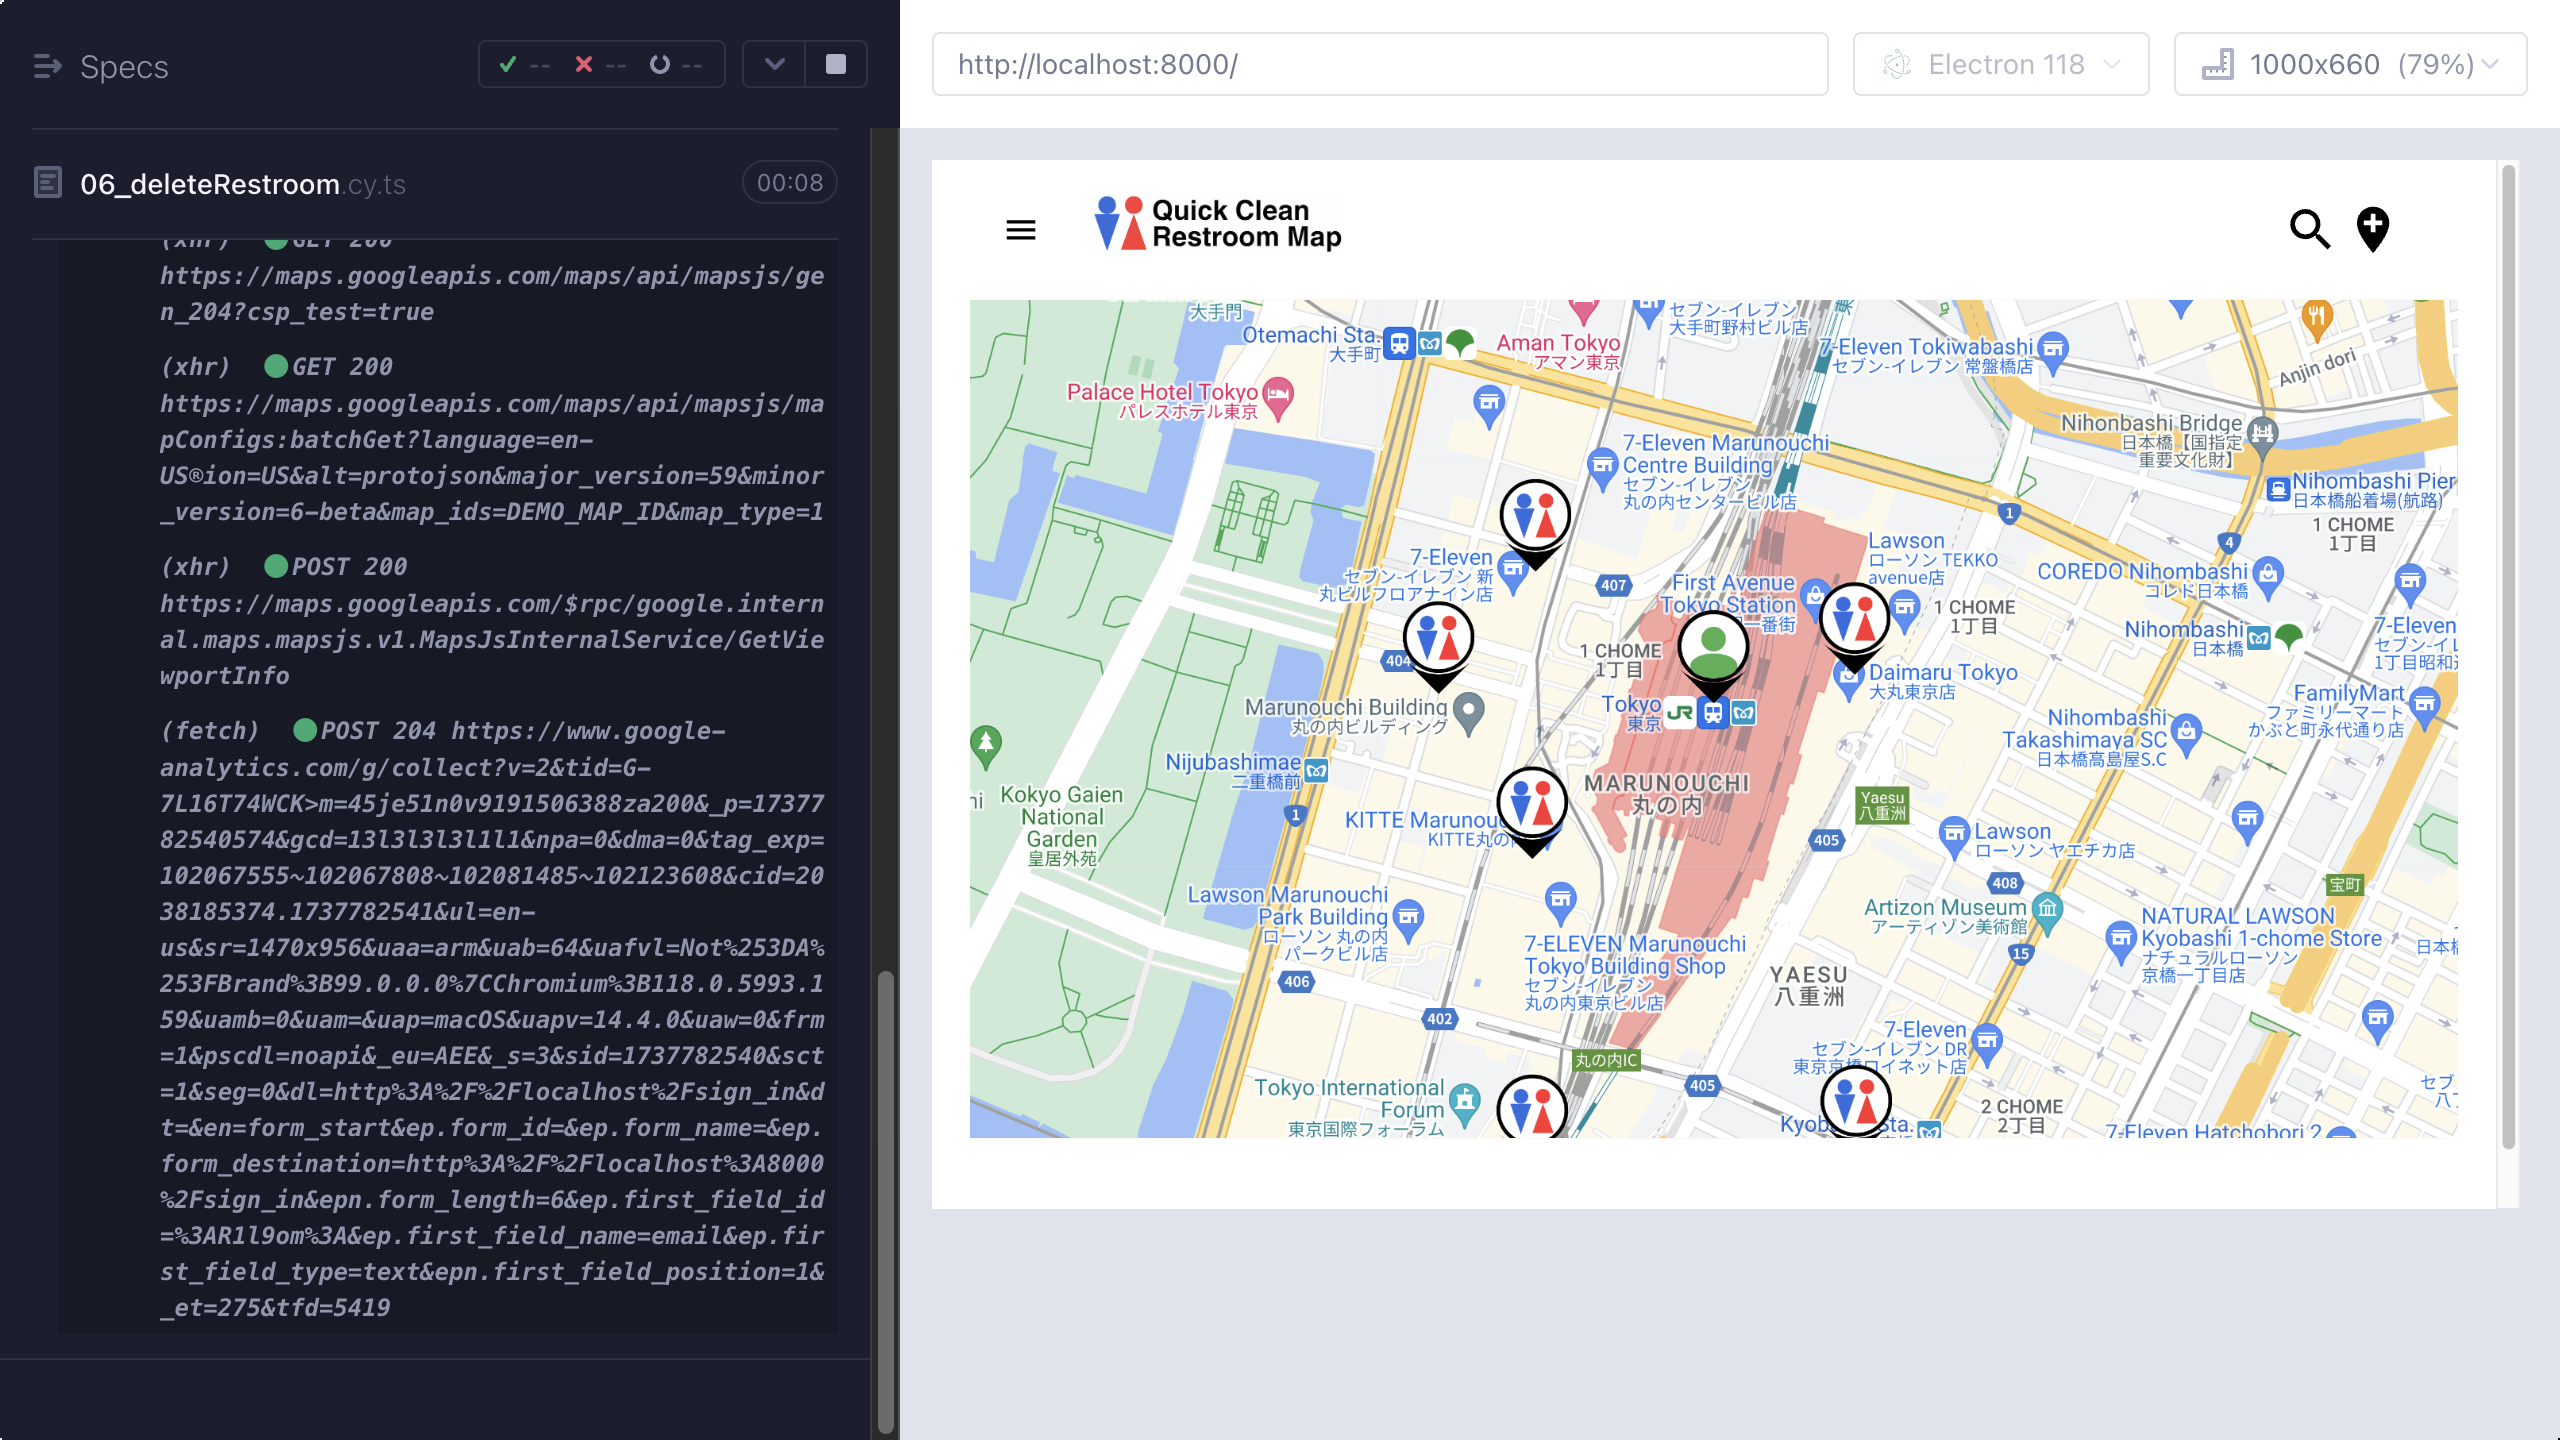 Specs
-- -- --
06_deleteRestroom.cy.ts
00:08
(xhr) GET 200
https://maps.googleapis.com/maps/api/mapsjs/ge
n_204?csp_test=true
(xhr) GET 200
https://maps.googleapis.com/maps/api/mapsjs/ma
pConfigs:batchGet?language=en-
US®ion=US&alt=protojson&major_version=59&minor
_version=6-beta&map_ids=DEMO_MAP_ID&map_type=1
(xhr) POST 200
https://maps.googleapis.com/$rpc/google.intern
al.maps.mapsjs.v1.MapsJsInternalService/GetVie
wportInfo
(fetch) POST 204 https://www.google-
analytics.com/g/collect?v=2&tid=G-
7L16T74WCK>m=45je51n0v9191506388za200&_p=17377
82540574&gcd=13l3l3l3l1l1&npa=0&dma=0&tag_exp=
102067555~102067808~102081485~102123608&cid=20
38185374.1737782541&ul=en-
us&sr=1470x956&uaa=arm&uab=64&uafvl=Not%253DA%
253FBrand%3B99.0.0.0%7CChromium%3B118.0.5993.1
59&uamb=0&uam=&uap=macOS&uapv=14.4.0&uaw=0&frm
=1&pscdl=noapi&_eu=AEE&_s=3&sid=1737782540&sct
=1&seg=0&dl=http%3A%2F%2Flocalhost%2Fsign_in&d
t=&en=form_start&ep.form_id=&ep.form_name=&ep.
form_destination=http%3A%2F%2Flocalhost%3A8000
%2Fsign_in&epn.form_length=6&ep.first_field_id
=%3AR1l9om%3A&ep.first_field_name=email&ep.fir
st_field_type=text&epn.first_field_position=1&
_et=275&tfd=5419
http://localhost:8000/
Electron 118
1000x660 (79%)
Quick Clean
Restroom Map
大手門
Otemachi Sta.
大手町
Aman Tokyo
アマン東京
セブン-イレブン
大手町野村ビル店
7-Eleven Tokiwabashi
セブン-イレブン 常盤橋店
Anjin dori
Palace Hotel Tokyo
パレスホテル東京
Nihonbashi Bridge
日本橋【国指定
重要文化財】
7-Eleven Marunouchi
Centre Building
セブン-イレブン
丸の内センタービル店
Nihombashi Pier
日本橋船着場(航路)
1 CHOME
1丁目
1
4
7-Eleven
セブン-イレブン 新
丸ビルフロアナイン店
407
First Avenue
Tokyo Station
一番街
Lawson
ローソン TEKKO
avenue店
1 CHOME
1丁目
COREDO Nihombashi
コレド日本橋
Nihombashi
日本橋
7-Eleven
セブン-イレ
1丁目昭和
404
1 CHOME
1丁目
Daimaru Tokyo
大丸東京店
FamilyMart
ファミリーマート
かぶと町永代通り店
Marunouchi Building
丸の内ビルディング
Tokyo
東京
JR
Nihombashi
Takashimaya SC
日本橋高島屋S.C
Nijubashimae
二重橋前
MARUNOUCHI
丸の内
Yaesu
八重洲
Kokyo Gaien
National
Garden
皇居外苑
1
KITTE Marunou
KITTE丸の
405
Lawson
ローソン ヤエチカ店
408
宝町
Lawson Marunouchi
Park Building
ローソン 丸の内
パークビル店
Artizon Museum
アーティゾン美術館
NATURAL LAWSON
Kyobashi 1-chome Store
ナチュラルローソン
京橋一丁目店
日本
7-ELEVEN Marunouchi
Tokyo Building Shop
セブン-イレブン
丸の内東京ビル店
15
YAESU
八重洲
406
402
7-Eleven
セブン-イレブン DR
東京京橋ロイネット店
丸の内IC
405
Tokyo International
Forum
東京国際フォーラム
2 CHOME
2丁目
セブ
Kyob sta.
7-Eleven Hatchobori 2